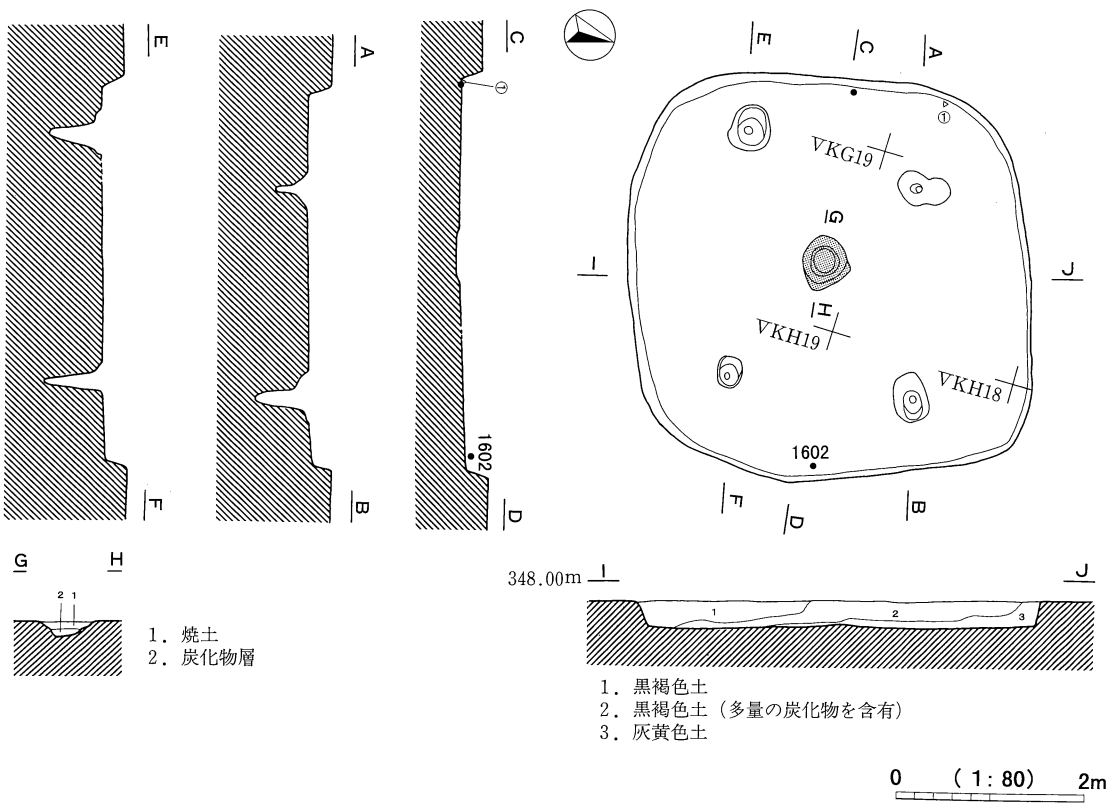 E
A
C
①
E
C
A
①
VKG19
G
I
J
H
VKH19
VKH18
1602
1602
F
B
D
F
D
B
G H
2 1
1. 焼土
2. 炭化物層
348.00m I J
1 2 3
1. 黒褐色土
2. 黒褐色土 (多量の炭化物を含有)
3. 灰黄色土
0 (1:80) 2m